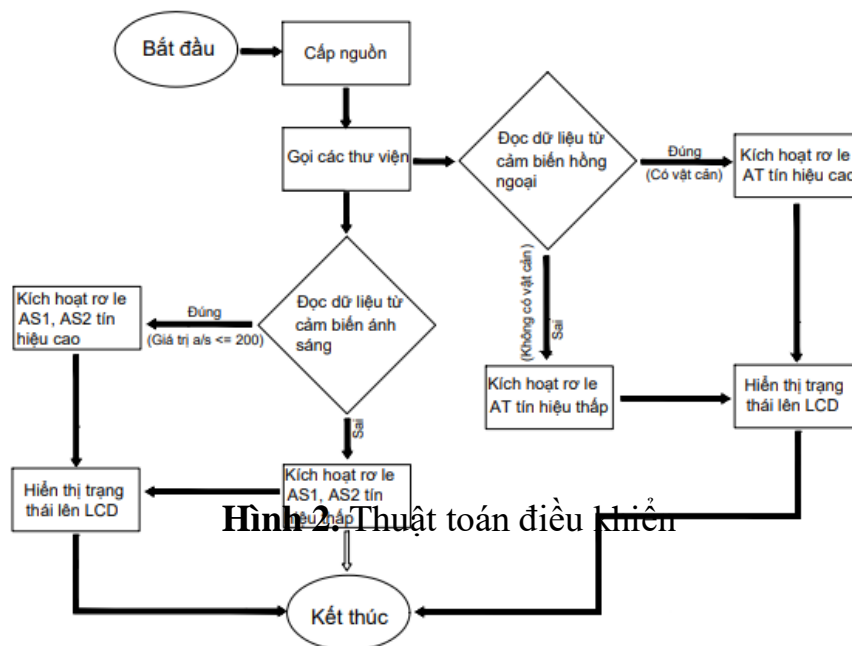 Bắt đầu
Cấp nguồn
Gọi các thư viện
Đọc dữ liệu từ
cảm biến hồng
ngoại
Đúng
(Có vật cản)
Kích hoạt rơ le
AT tín hiệu cao
(Không có vật cản)
Sai
Kích hoạt rơ le
AT tín hiệu thấp
Hiển thị trạng
thái lên LCD
Đọc dữ liệu từ
cảm biến ánh
sáng
Đúng
(Giá trị a/s <= 200)
Kích hoạt rơ le
AS1, AS2 tín
hiệu cao
Sai
Kích hoạt rơ le
AS1, AS2 tín
hiệu thấp
Hiển thị trạng
thái lên LCD
Hình 2. Thuật toán điều khiển
Kết thúc